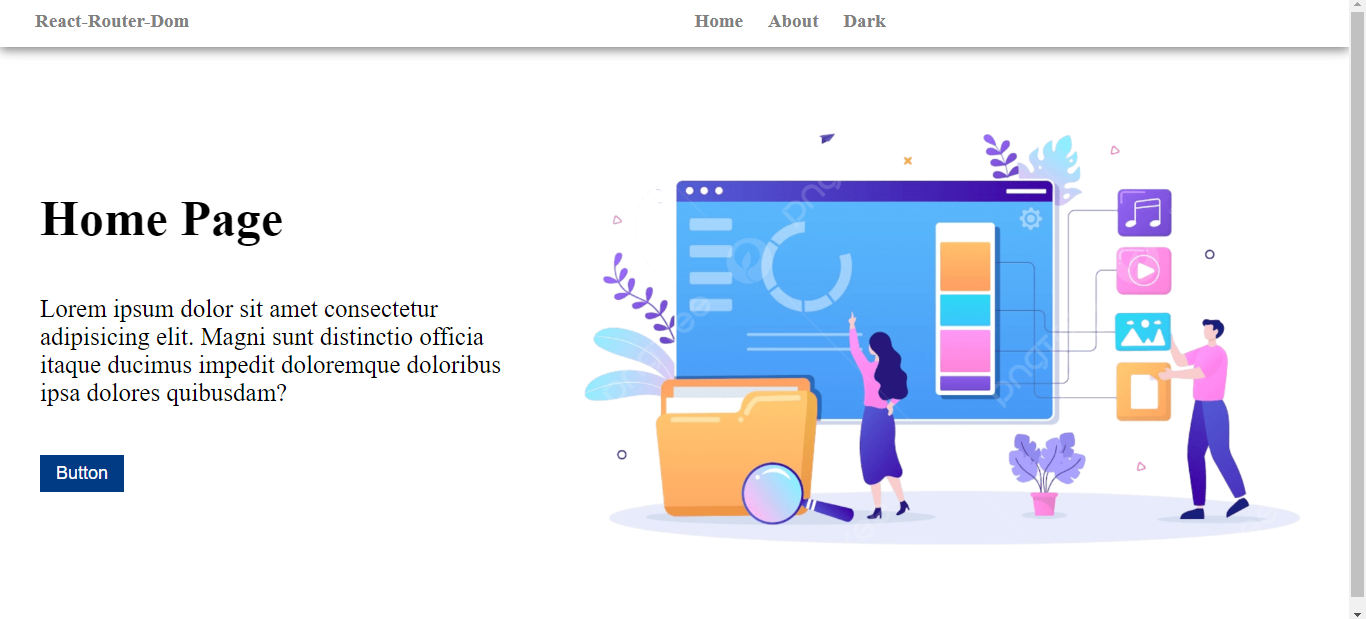 React-Router-Dom
Home About Dark
Home Page
Lorem ipsum dolor sit amet consectetur
adipisicing elit. Magni sunt distinctio officia
itaque ducimus impedit doloremque doloribus
ipsa dolores quibusdam?
Button